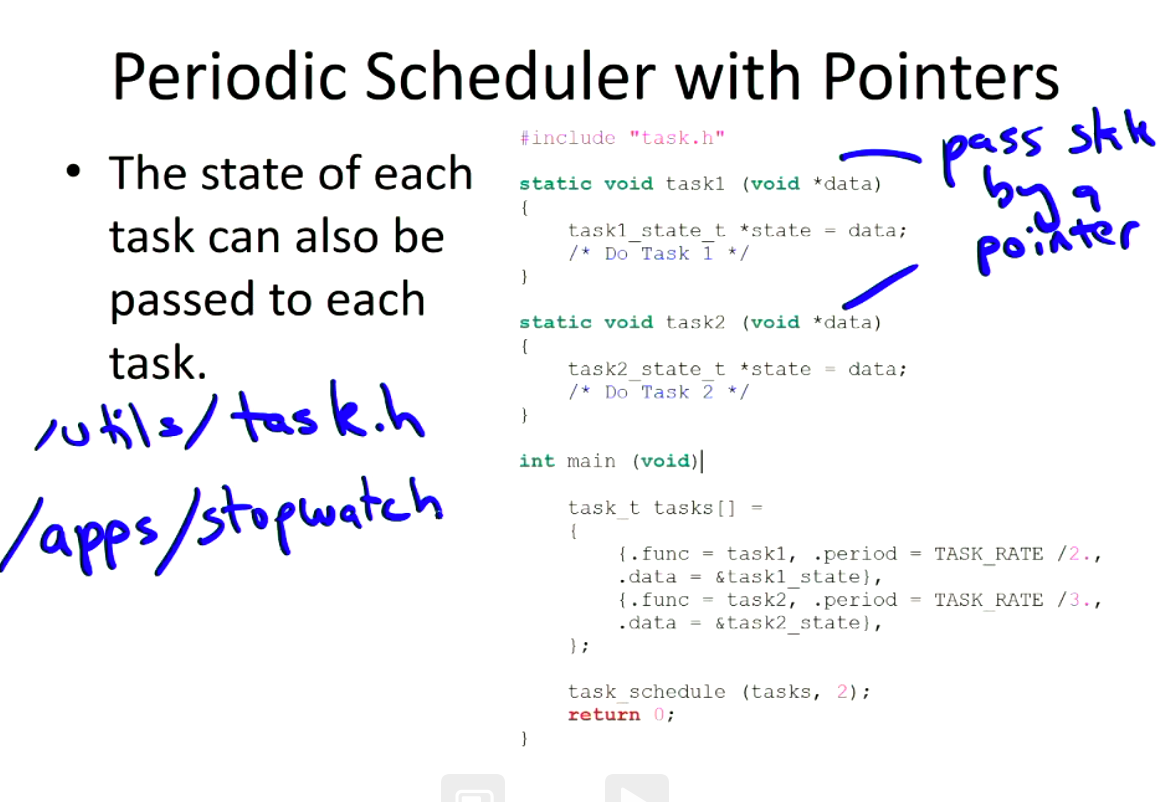 Periodic Scheduler with Pointers
• The state of each
task can also be
passed to each
task.
/utils/task.h
/apps/stopwatch
#include "task.h"
static void task1 (void *data)
{
task1_state_t *state = data;
/* Do Task 1 */
}
static void task2 (void *data)
{
task2_state_t *state = data;
/* Do Task 2 */
}
int main (void)
task_t tasks[] =
{
{.func = task1, .period = TASK_RATE /2.,
.data = &task1_state},
{.func = task2, .period = TASK_RATE /3.,
.data = &task2_state},
};
task_schedule (tasks, 2);
return 0;
}
pass
by a
pointer